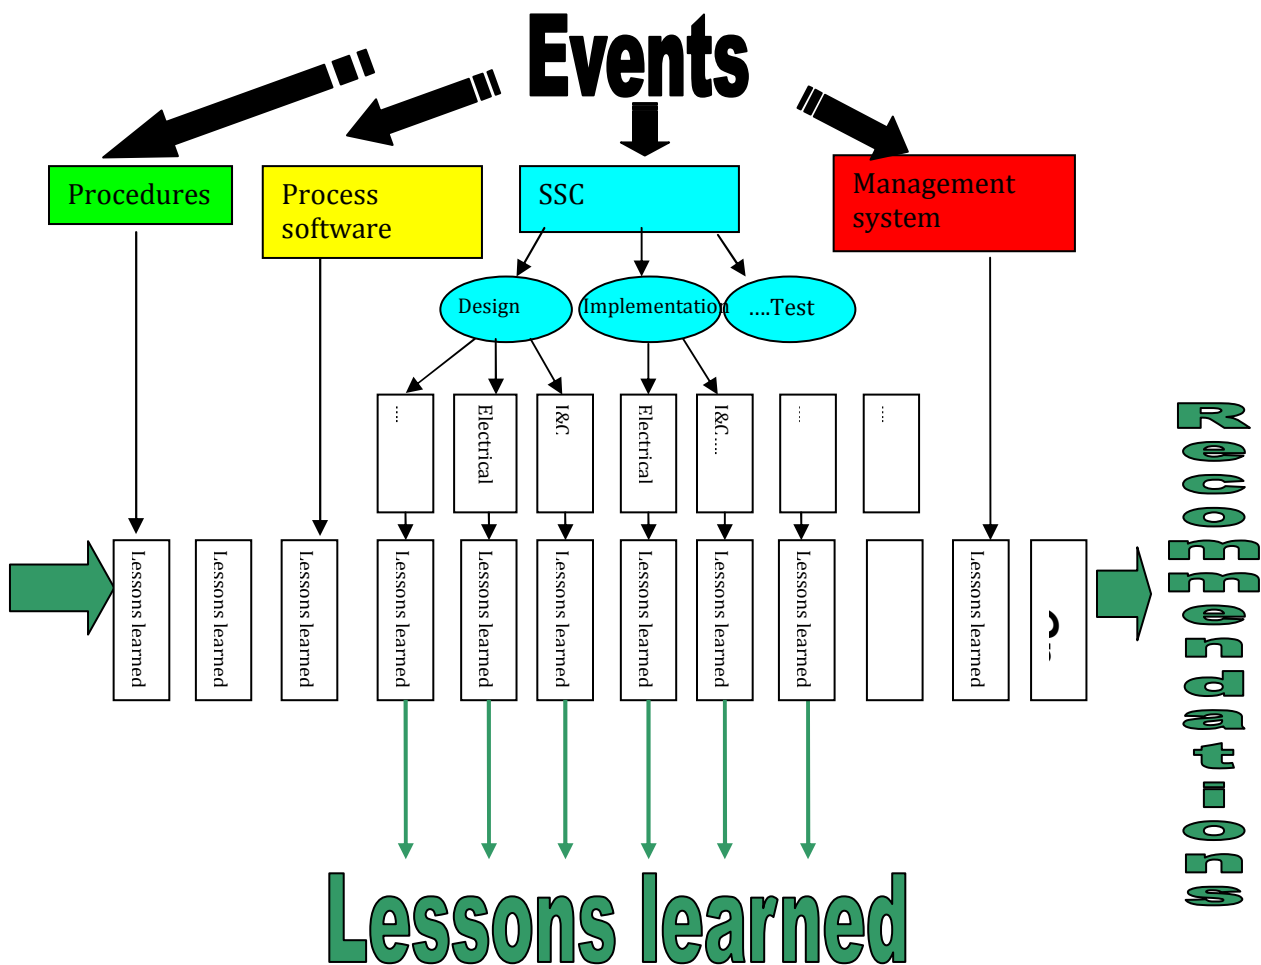 Events
Procedures
Process
software
SSC
Management
system
Design
Implementation
....Test
....
Electrical
I&C
Electrical
I&C....
....
....
Lessons learned
Lessons learned
Lessons learned
Lessons learned
Lessons learned
Lessons learned
Lessons learned
Lessons learned
Lessons learned
Lessons learned
Recommendations
Lessons learned